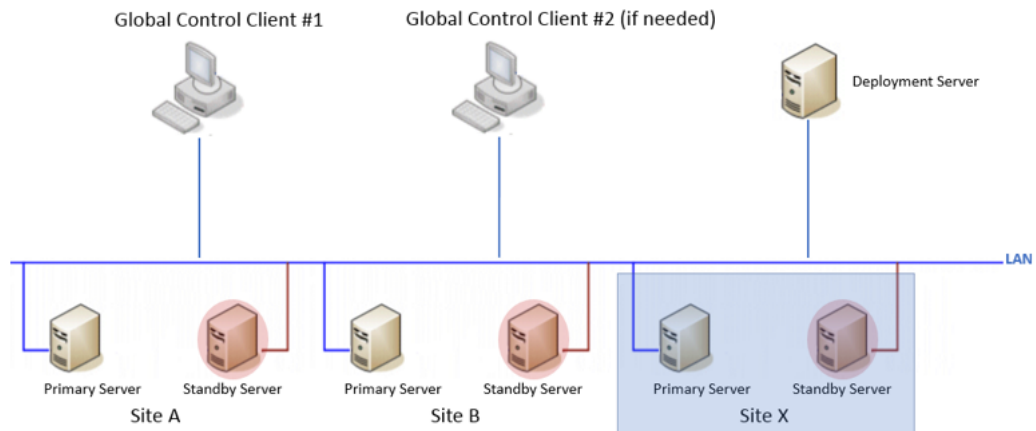 Global Control Client #1
Global Control Client #2 (if needed)
Deployment Server
LAN
Primary Server
Standby Server
Primary Server
Standby Server
Primary Server
Standby Server
Site A
Site B
Site X